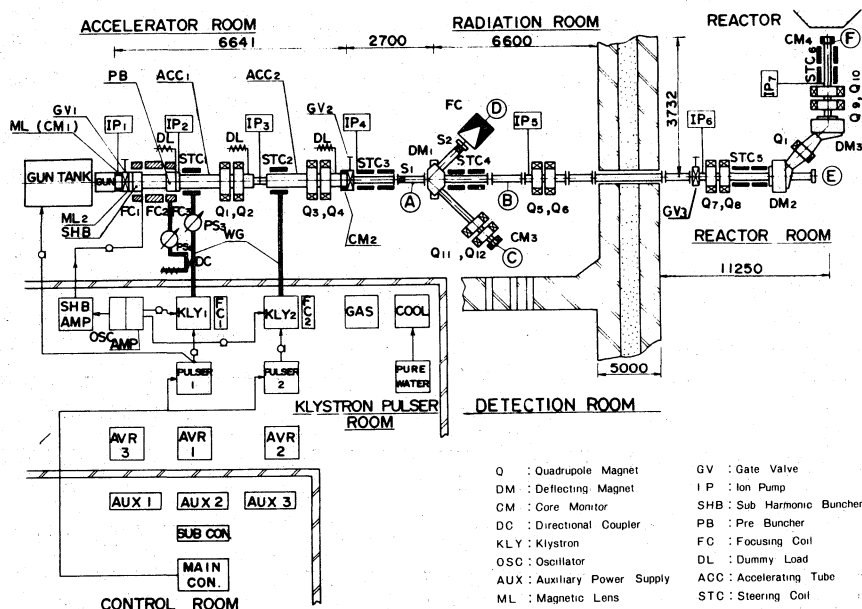 ACCELERATOR ROOM
RADIATION ROOM
REACTOR
6641
2700
6600
3732
PB
ACC1
ACC2
GV1
ML (CM1)
IP1
IP2
DL
IP3
DL
DL
GV2
IP4
STC1
STC2
STC3
S1
FC
D
S2
DM1
STC4
IP5
IP6
STC5
CM4
F
STC6
IP7
Q9, Q10
DM3
Q1
E
DM2
GUN TANK
GUN
ML2
SHB
FC1
FC2
FC3
Q1, Q2
Q3, Q4
CM2
A
B
Q5, Q6
GV3
Q7, Q8
REACTOR ROOM
11250
PS3
PS
DC
WG
Q11, Q12
CM3
C
SHB AMP
OSC
AMP
KLY1
FC1
KLY2
FC2
GAS
COOL
PULSER 1
PULSER 2
PURE WATER
5000
KLYSTRON PULSER
ROOM
DETECTION ROOM
AVR 3
AVR 1
AVR 2
AUX 1
AUX 2
AUX 3
SUB CON.
MAIN CON.
CONTROL ROOM
Q : Quadrupole Magnet
DM : Deflecting Magnet
CM : Core Monitor
DC : Directional Coupler
KLY : Klystron
OSC : Oscillator
AUX : Auxiliary Power Supply
ML : Magnetic Lens
GV : Gate Valve
IP : Ion Pump
SHB : Sub Harmonic Buncher
PB : Pre Buncher
FC : Focusing Coil
DL : Dummy Load
ACC : Accelerating Tube
STC : Steering Coil